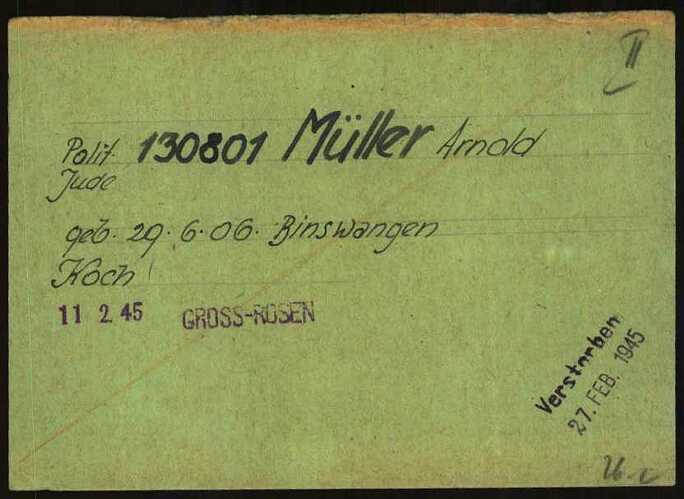 II
Polit. 130801 Müller Arnold
Jude
geb. 29. 6. 06. Binswangen
Koch
11 2. 45 GROSS-ROSEN
Verstorben
27. FEB. 1945